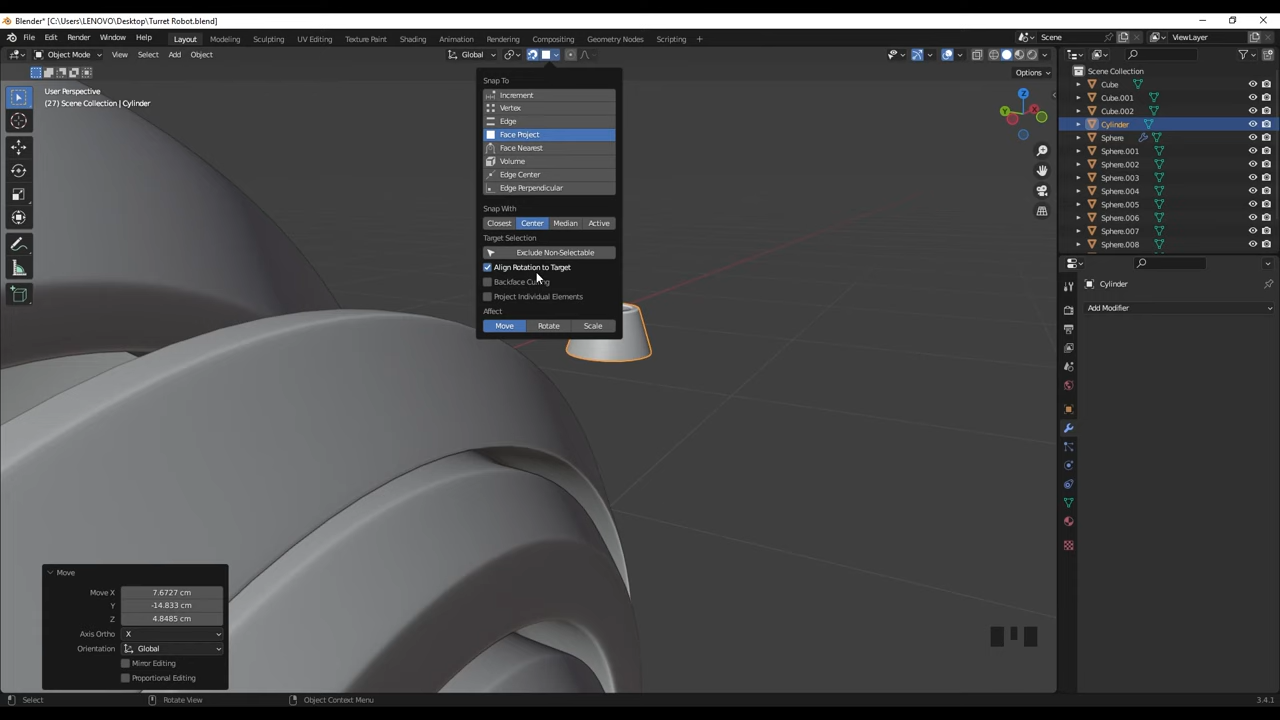 Blender* [C:\Users\LENOVO\Desktop\Turret Robot.blend]
File Edit Render Window Help
Layout Modeling Sculpting UV Editing Texture Paint Shading Animation Rendering Compositing Geometry Nodes Scripting
Scene ViewLayer
Object Mode View Select Add Object Global
Options
User Perspective
(27) Scene Collection | Cylinder
Snap To
Increment
Vertex
Edge
Face Project
Face Nearest
Volume
Edge Center
Edge Perpendicular
Snap With
Closest Center Median Active
Target Selection
Exclude Non-Selectable
Align Rotation to Target
Backface Culling
Project Individual Elements
Affect
Move Rotate Scale
Z
X
Y
Scene Collection
Cube
Cube.001
Cube.002
Cylinder
Sphere
Sphere.001
Sphere.002
Sphere.003
Sphere.004
Sphere.005
Sphere.006
Sphere.007
Sphere.008
Cylinder
Add Modifier
Move
Move X 7.6727 cm
Y -14.833 cm
Z 4.8485 cm
Axis Ortho X
Orientation Global
Mirror Editing
Proportional Editing
Select Rotate View Object Context Menu 3.4.1